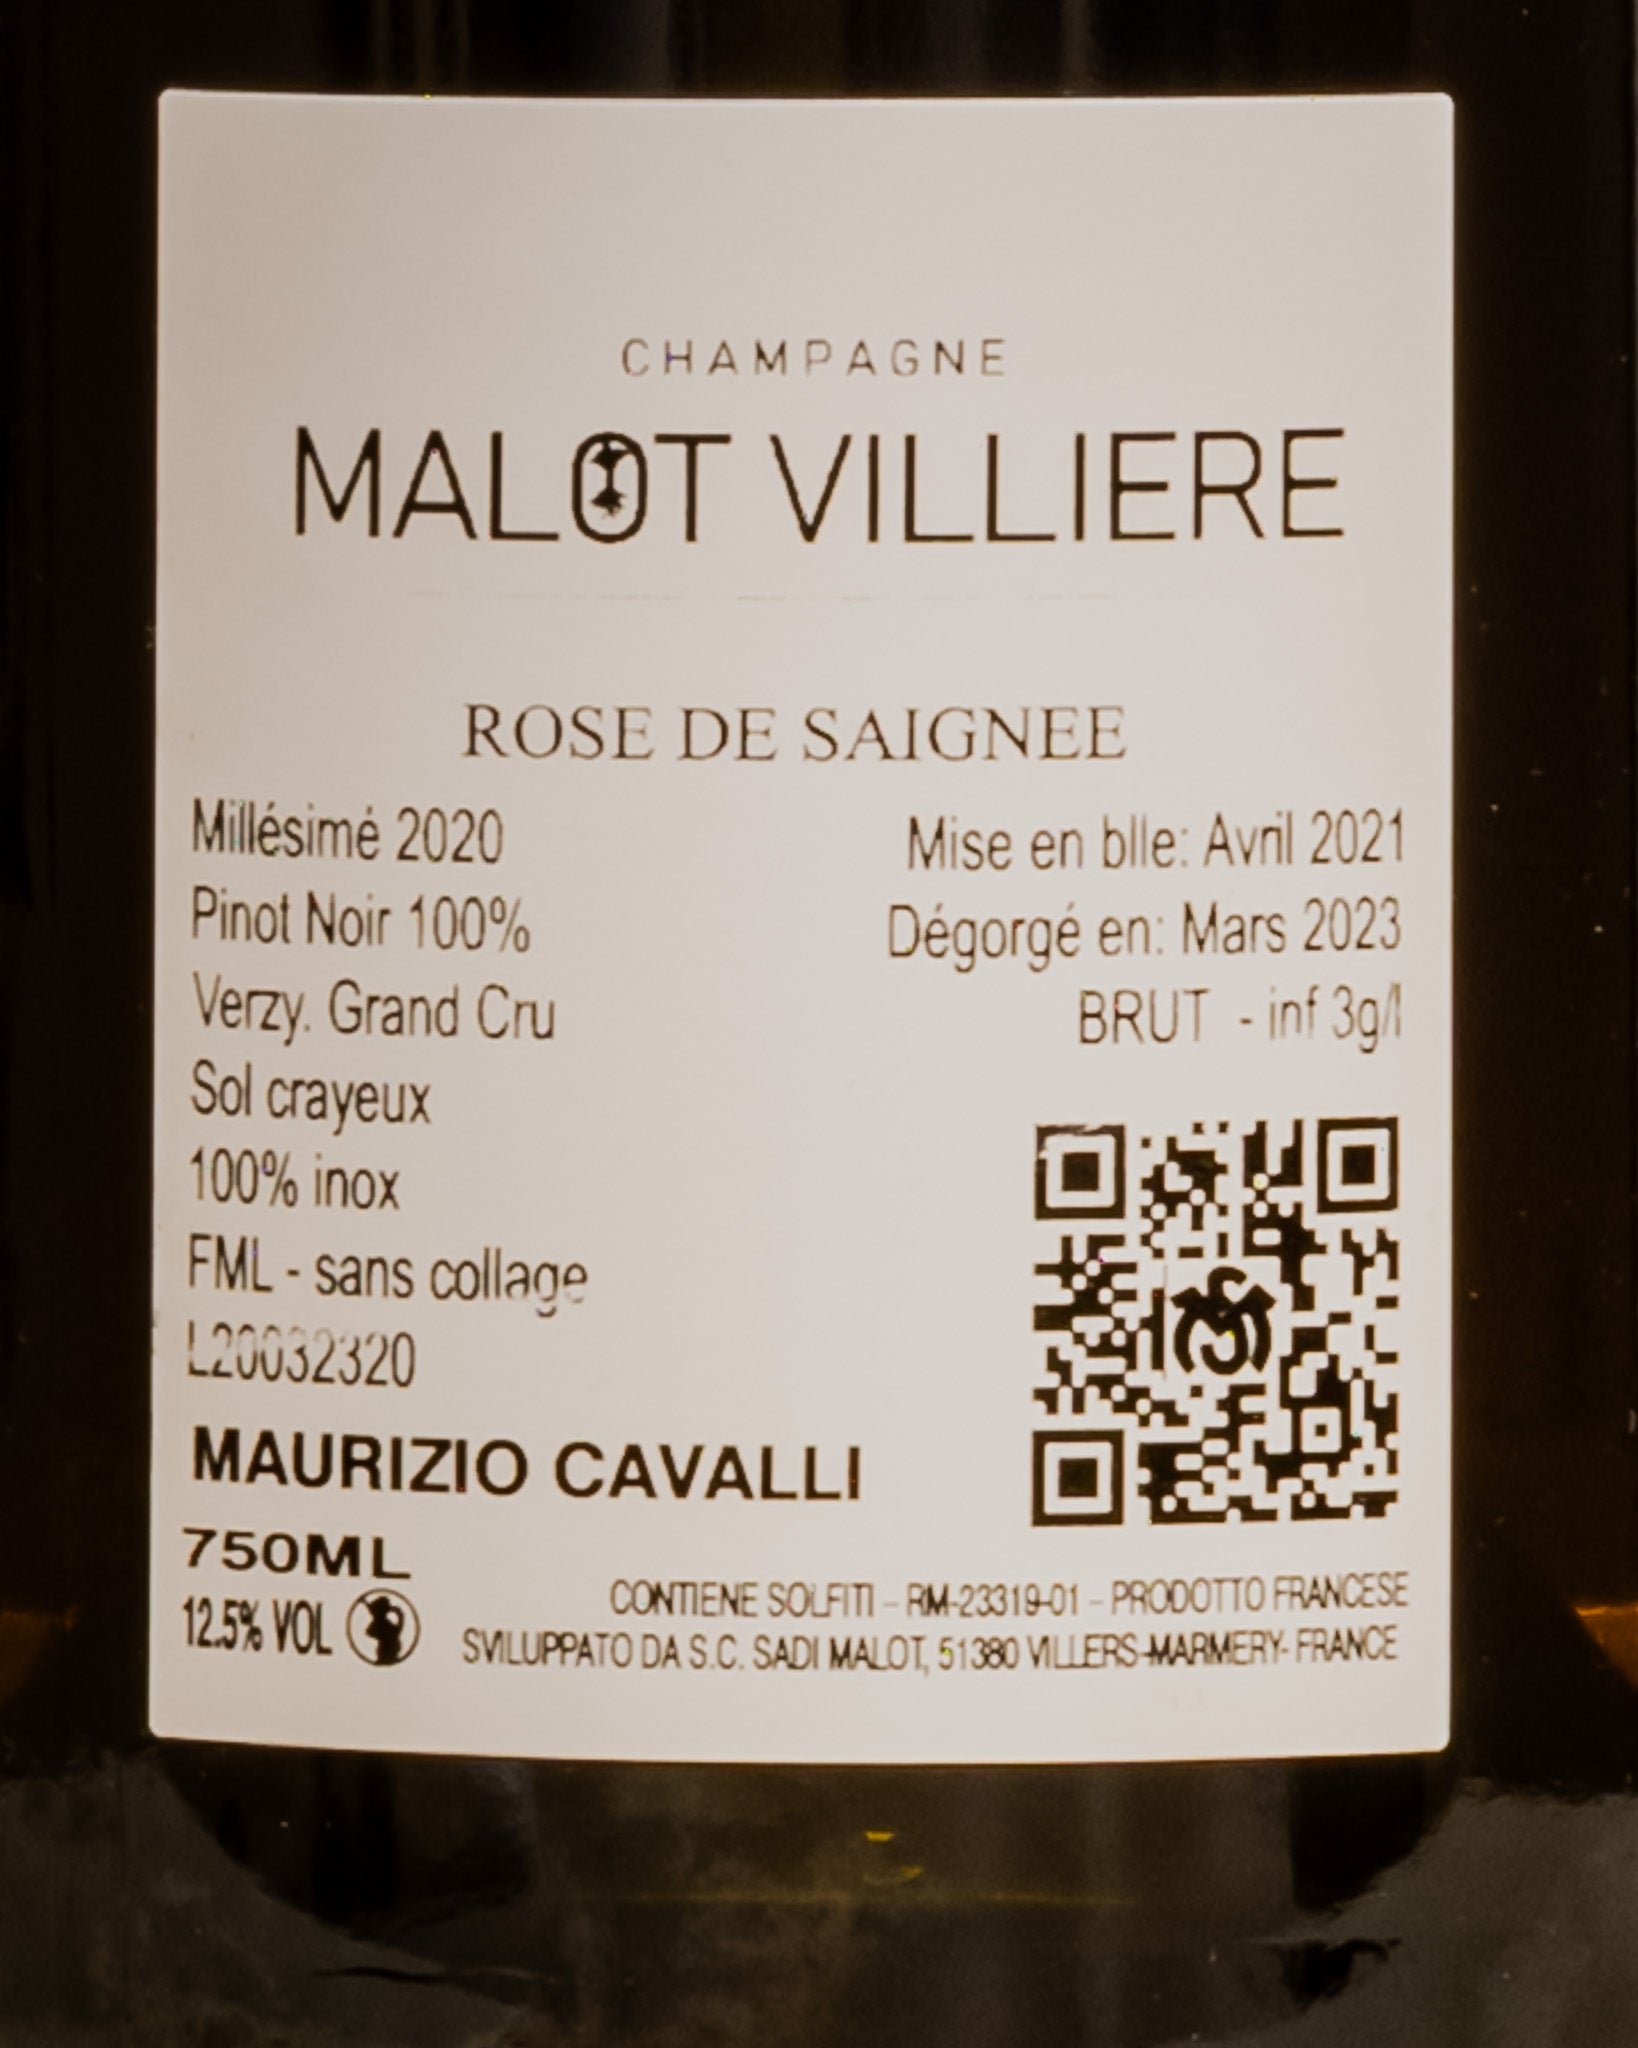 CHAMPAGNE
MALOT VILLIERE
ROSE DE SAIGNEE
Millésimé 2020
Pinot Noir 100%
Verzy. Grand Cru
Sol crayeux
100% inox
FML - sans collage
L20032320
Mise en blle: Avril 2021
Dégorgé en: Mars 2023
BRUT - inf 3g/l
MAURIZIO CAVALLI
750ML
12.5% VOL
CONTIENE SOLFITI - RM-23319-01 - PRODOTTO FRANCESE
SVILUPPATO DA S.C. SADI MALOT, 51380 VILLERS-MARMERY- FRANCE